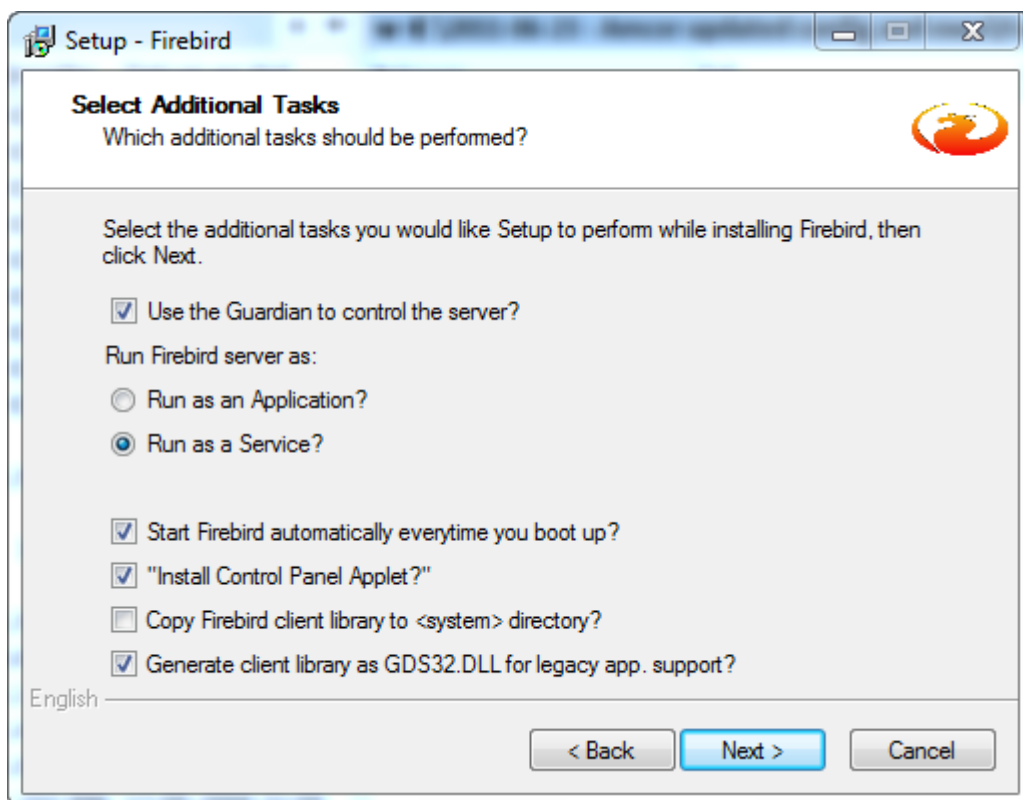 Setup - Firebird
Select Additional Tasks
Which additional tasks should be performed?
Select the additional tasks you would like Setup to perform while installing Firebird, then
click Next.
Use the Guardian to control the server?
Run Firebird server as:
Run as an Application?
Run as a Service?
Start Firebird automatically everytime you boot up?
"Install Control Panel Applet?"
Copy Firebird client library to <system> directory?
Generate client library as GDS32.DLL for legacy app. support?
English
< Back
Next >
Cancel